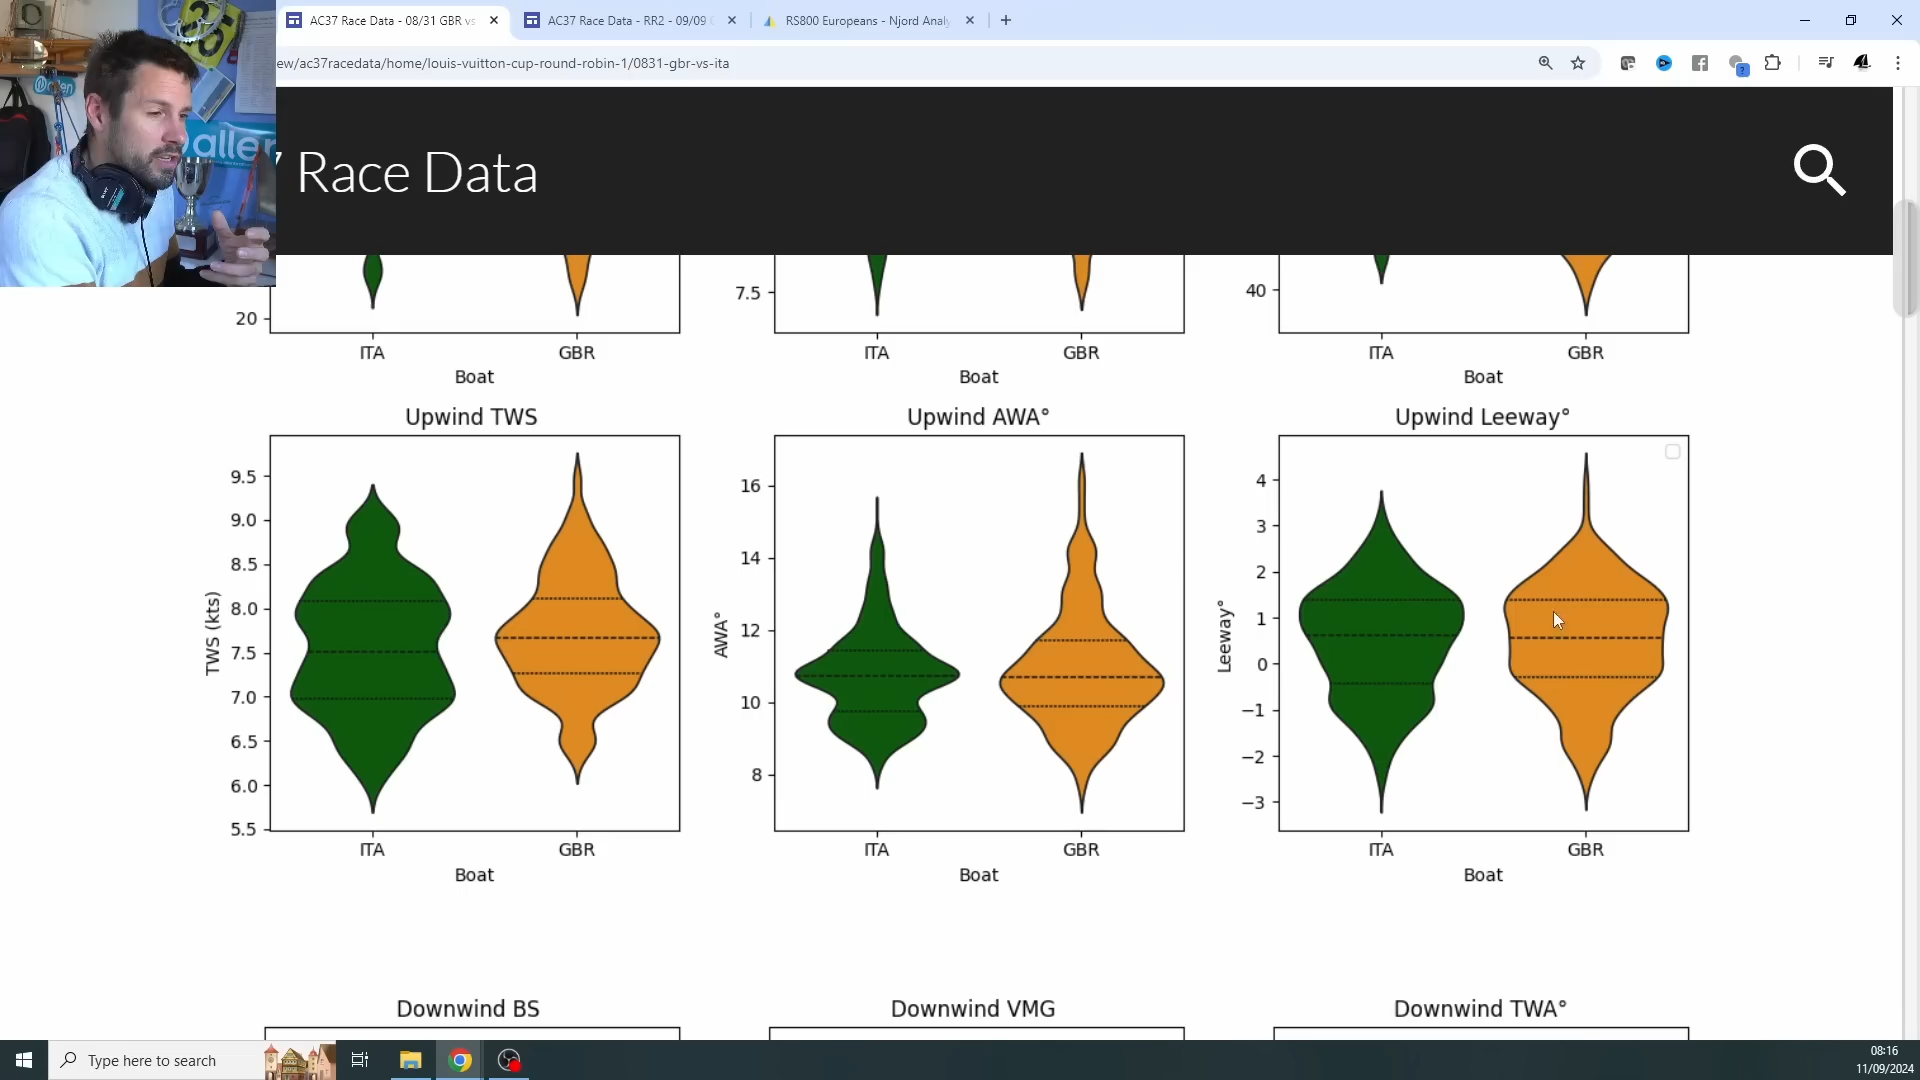 AC37 Race Data - 08/31 GBR vs
AC37 Race Data - RR2 - 09/09
RS800 Europeans - Njord Analy
ew/ac37racedata/home/louis-vuitton-cup-round-robin-1/0831-gbr-vs-ita
allen
25
allen
7 Race Data
20
ITA
GBR
Boat
7.5
ITA
GBR
Boat
40
ITA
GBR
Boat
Upwind TWS
TWS (kts)
9.5
9.0
8.5
8.0
7.5
7.0
6.5
6.0
5.5
ITA
GBR
Boat
Upwind AWA°
AWA°
16
14
12
10
8
ITA
GBR
Boat
Upwind Leeway°
Leeway°
4
3
2
1
0
−1
−2
−3
ITA
GBR
Boat
Downwind BS
Downwind VMG
Downwind TWA°
Type here to search
08:16
11/09/2024